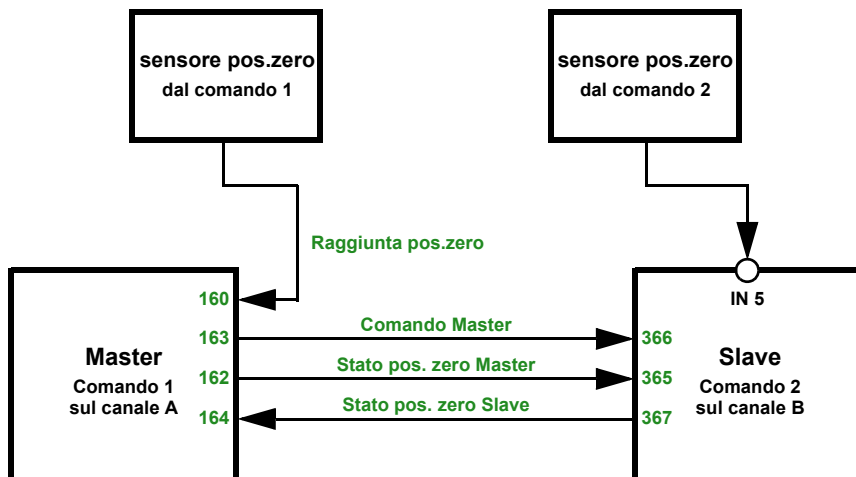 sensore pos.zero
dal comando 1
sensore pos.zero
dal comando 2
Raggiunta pos.zero
160
IN 5
163
Comando Master
366
Master
Slave
162
Stato pos. zero Master
365
Comando 1
sul canale A
Comando 2
sul canale B
164
Stato pos. zero Slave
367